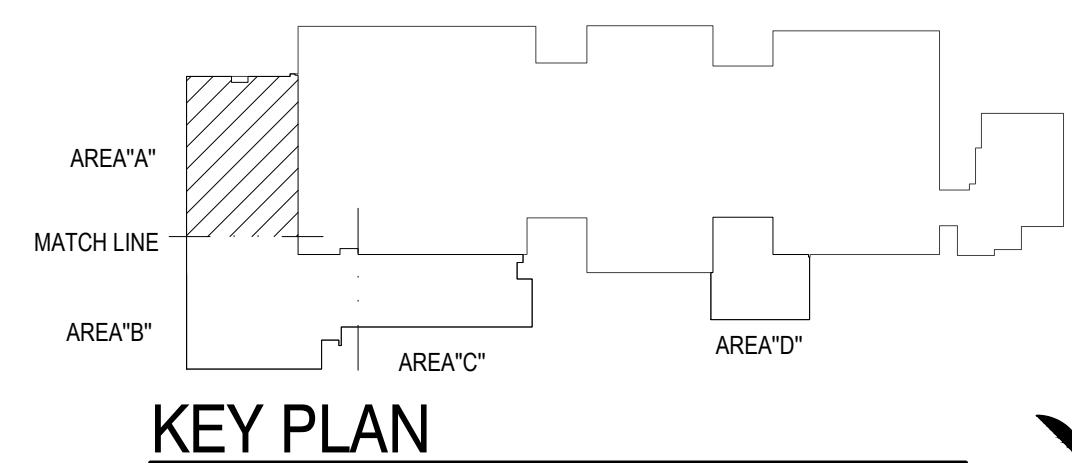 AREA"A"
MATCH LINE
AREA"B"
AREA"C"
AREA"D"
KEY PLAN